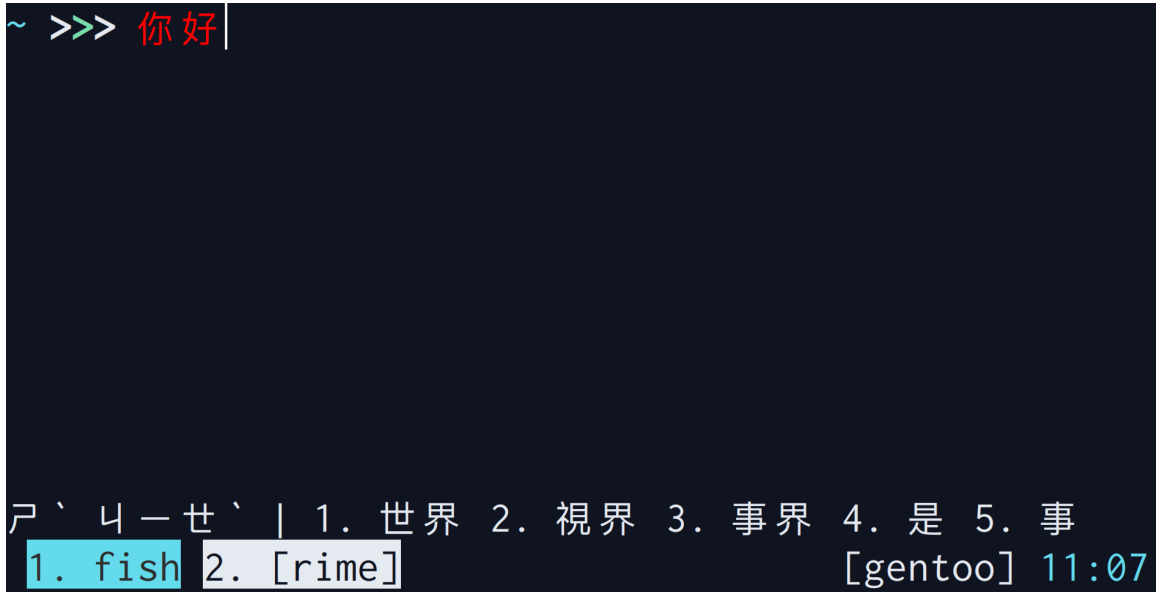 ~ >>> 你好
ㄕˋ ㄐㄧㄝˋ | 1. 世界 2. 視界 3. 事界 4. 是 5. 事
1. fish 2. [rime] [gentoo] 11:07